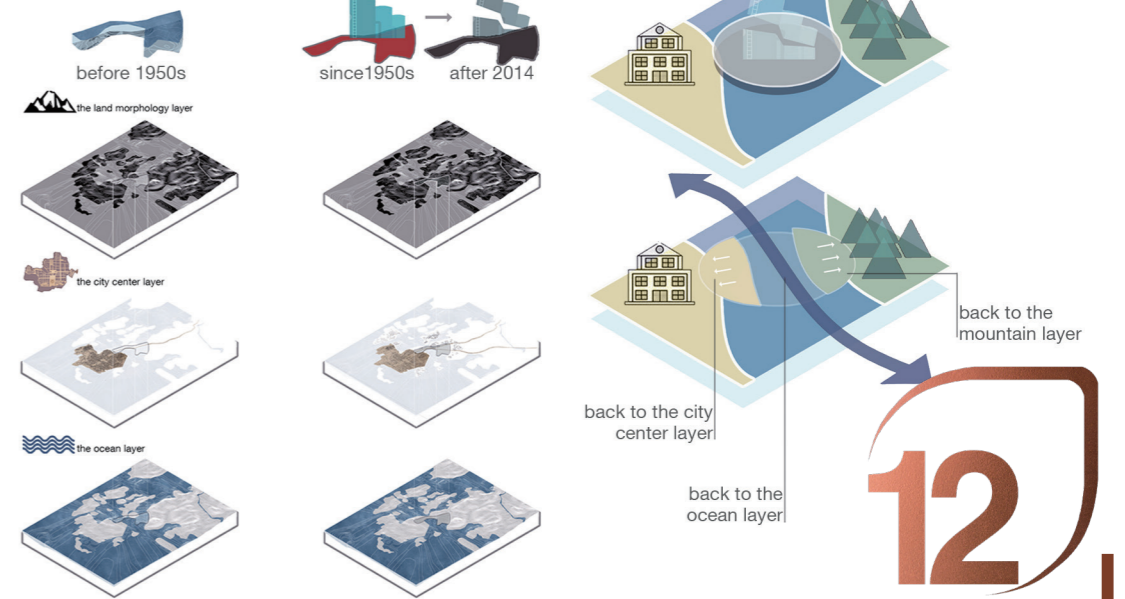 before 1950s
since1950s
after 2014
the land morphology layer
the city center layer
the ocean layer
back to the
mountain layer
back to the city
center layer
back to the
ocean layer
12